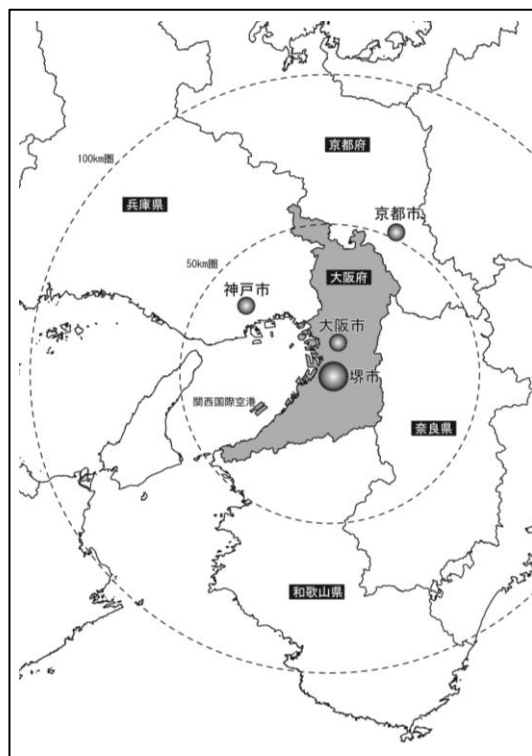 100km圏
京都府
兵庫県
京都市
50km圏
大阪府
神戸市
大阪市
堺市
関西国際空港
奈良県
和歌山県